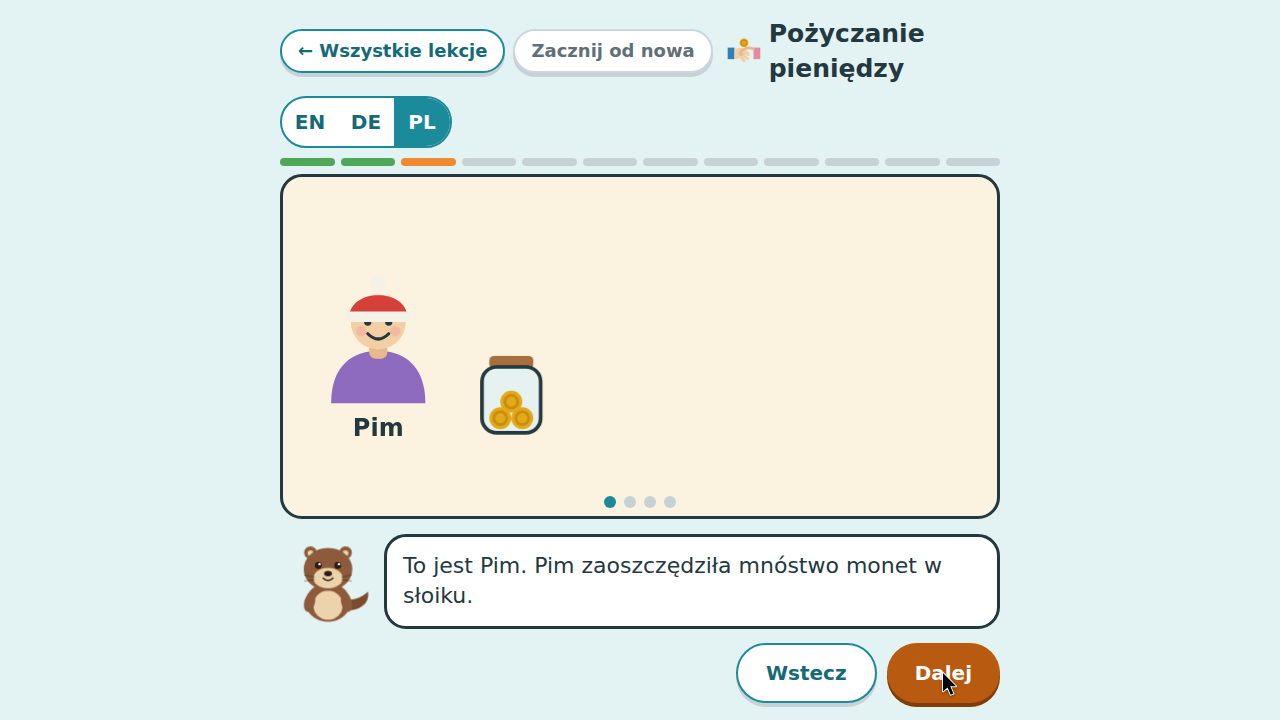 ← Wszystkie lekcje
Zacznij od nowa
Pożyczanie
pieniędzy
EN DE PL
Pim
To jest Pim. Pim zaoszczędziła mnóstwo monet w
słoiku.
Wstecz
Dalej